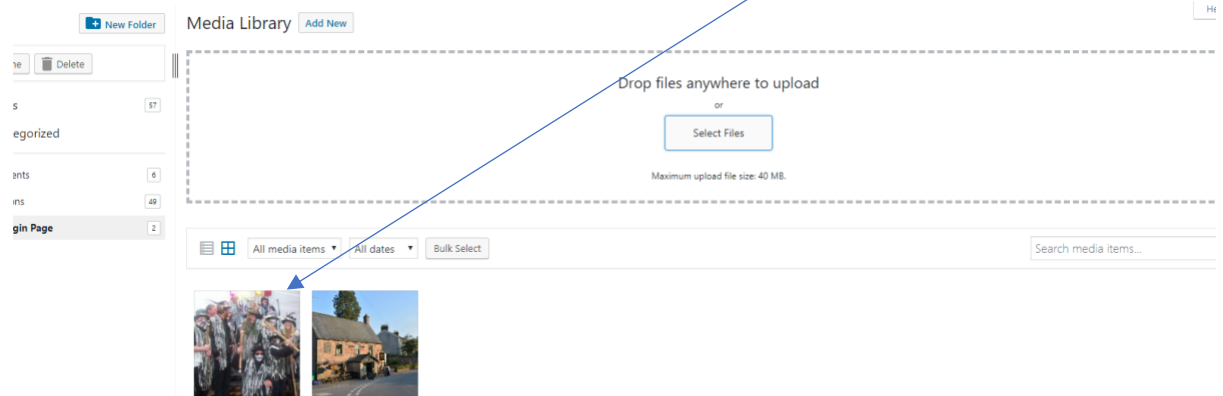 New Folder
Media Library Add New
He
ne Delete
s 57
egorized
ents 6
ns 49
gin Page 2
Drop files anywhere to upload
or
Select Files
Maximum upload file size: 40 MB.
All media items All dates Bulk Select
Search media items...